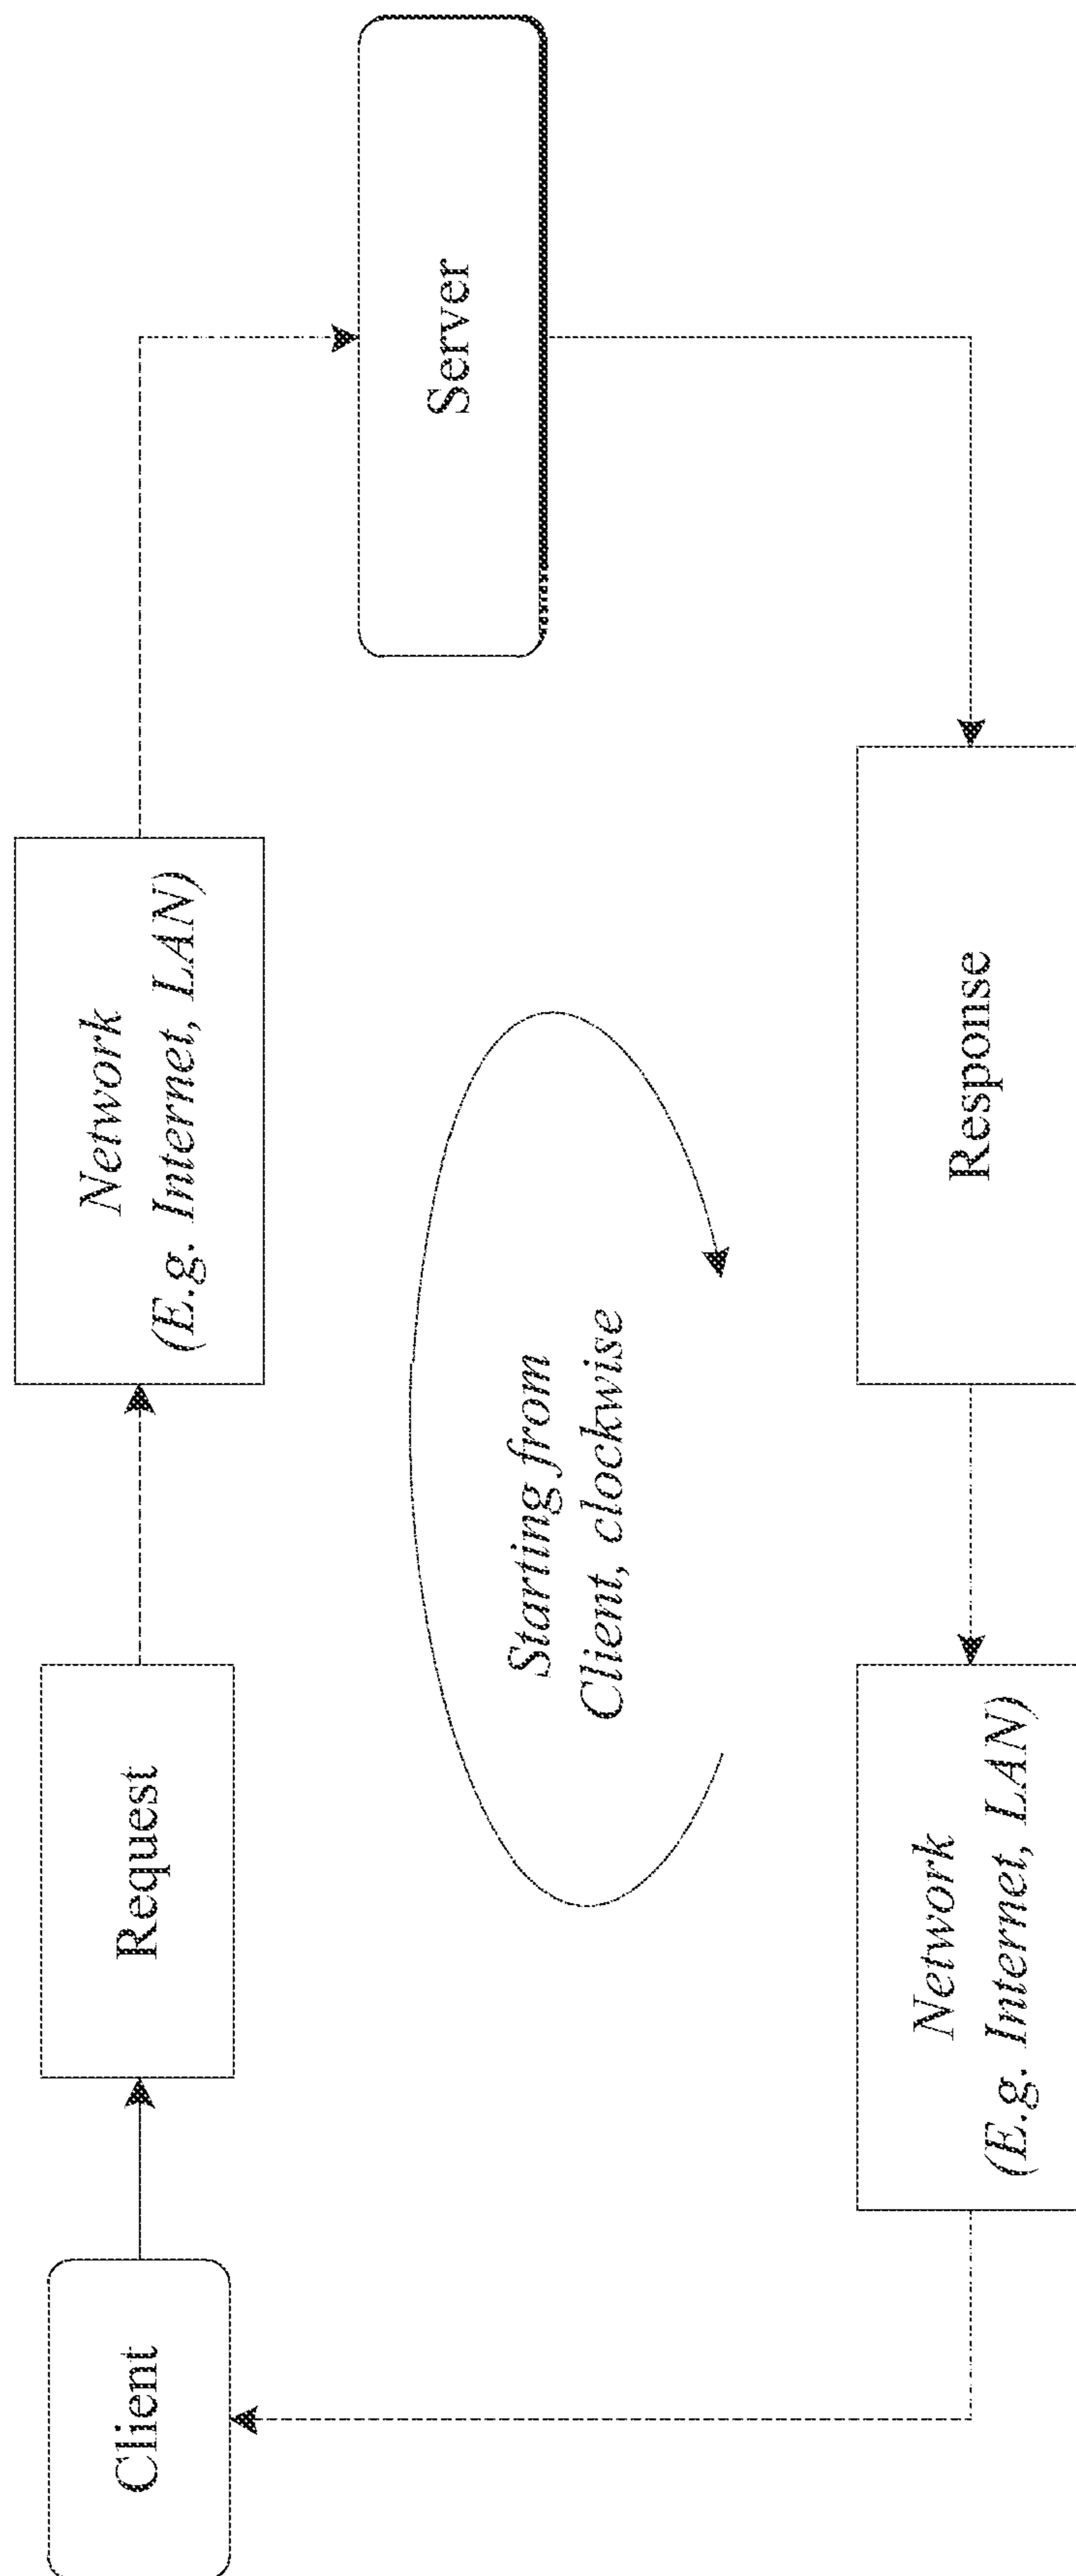 Client
Request
Network
(E.g. Internet, LAN)
Server
Starting from
Client, clockwise
Response
Network
(E.g. Internet, LAN)